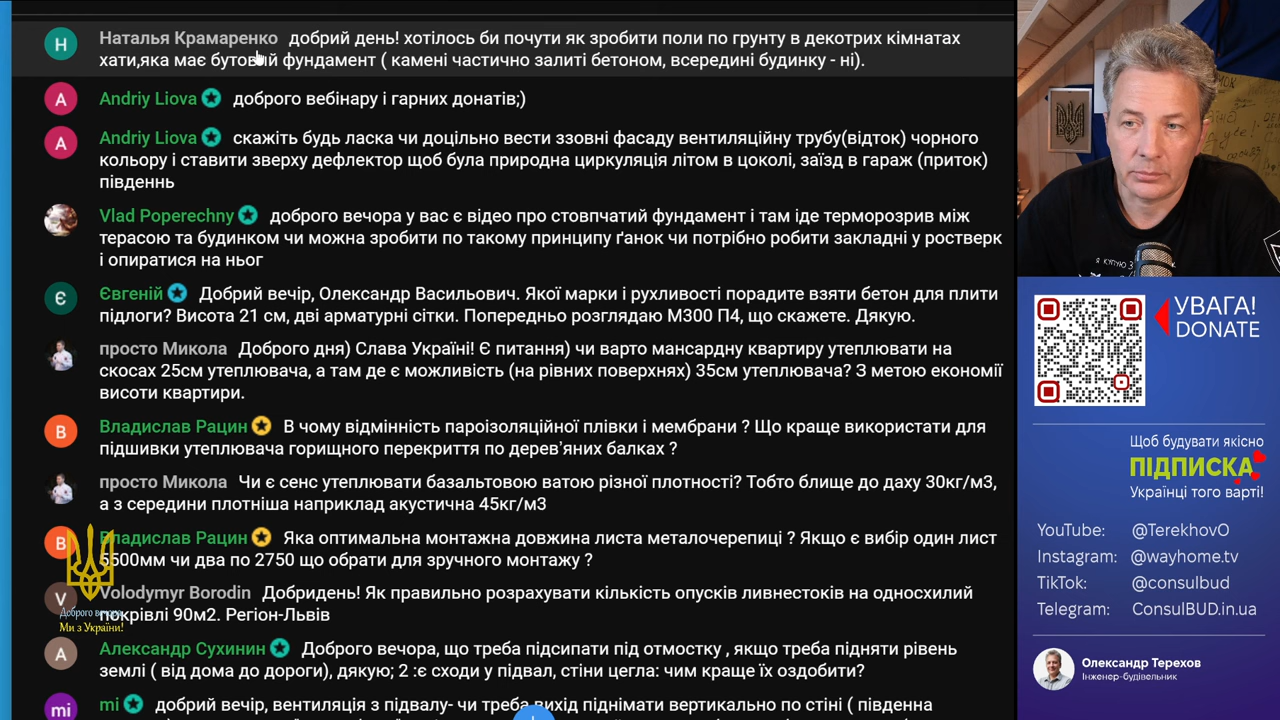 Наталья Крамаренко добрий день! хотілось би почути як зробити поли по грунту в декотрих кімнатах
хати,яка має бутовий фундамент ( камені частично залиті бетоном, всерединi будинку - ні).
Andriy Liova доброго вебінару і гарних донатів;)
Andriy Liova скажіть будь ласка чи доцільно вести ззовні фасаду вентиляційну трубу(відток) чорного
кольору і ставити зверху дефлектор щоб була природна циркуляція літом в цоколі, заїзд в гараж (приток)
південнь
Vlad Poperechny доброго вечора у вас є відео про стовпчатий фундамент і там іде терморозрив між
терасою та будинком чи можна зробити по такому принципу ґанок чи потрібно робити закладні у ростверк
і опиратися на ньог
Євгеній Добрий вечір, Олександр Васильович. Якої марки і рухливості порадите взяти бетон для плити
підлоги? Висота 21 см, дві арматурні сітки. Попередньо розглядаю М300 П4, що скажете. Дякую.
просто Микола Доброго дня) Слава Україні! Є питання) чи варто мансардну квартиру утеплювати на
скосах 25см утеплювача, а там де є можливість (на рівних поверхнях) 35см утеплювача? З метою економії
висоти квартири.
Владислав Рацин В чому відмінність пароізоляційної плівки і мембрани ? Що краще використати для
підшивки утеплювача горищного перекриття по дерев'яних балках ?
просто Микола Чи є сенс утеплювати базальтовою ватою різної плотності? Тобто ближще до даху 30кг/м3,
а з середини плотніша наприклад акустична 45кг/м3
Владислав Рацин Яка оптимальна монтажна довжина листа металочерепиці ? Якщо є вибір один лист
5500мм чи два по 2750 що обрати для зручного монтажу ?
Volodymyr Borodin Добридень! Як правильно розрахувати кількість опусків ливнестоків на односхилий
покрівлі 90м2. Регіон-Львів
Александр Сухинин Доброго вечора, що треба підсипати під отмостку , якщо треба підняти рівень
землі ( від дома до дороги), дякую; 2 :є сходи у підвал, стіни цегла: чим краще їх оздобити?
mi добрий вечір, вентиляція з підвалу- чи треба вихід піднімати вертикально по стіні ( південна
Н
А
А
Є
В
В
V
А
mi
Доброго вечора
Ми з України!
УВАГА!
DONATE
Щоб будувати якісно
ПІДПИСКА
Українці того варті!
YouTube: @TerekhovO
Instagram: @wayhome.tv
TikTok: @consulbud
Telegram: ConsulBUD.in.ua
Олександр Терехов
Інженер-будівельник